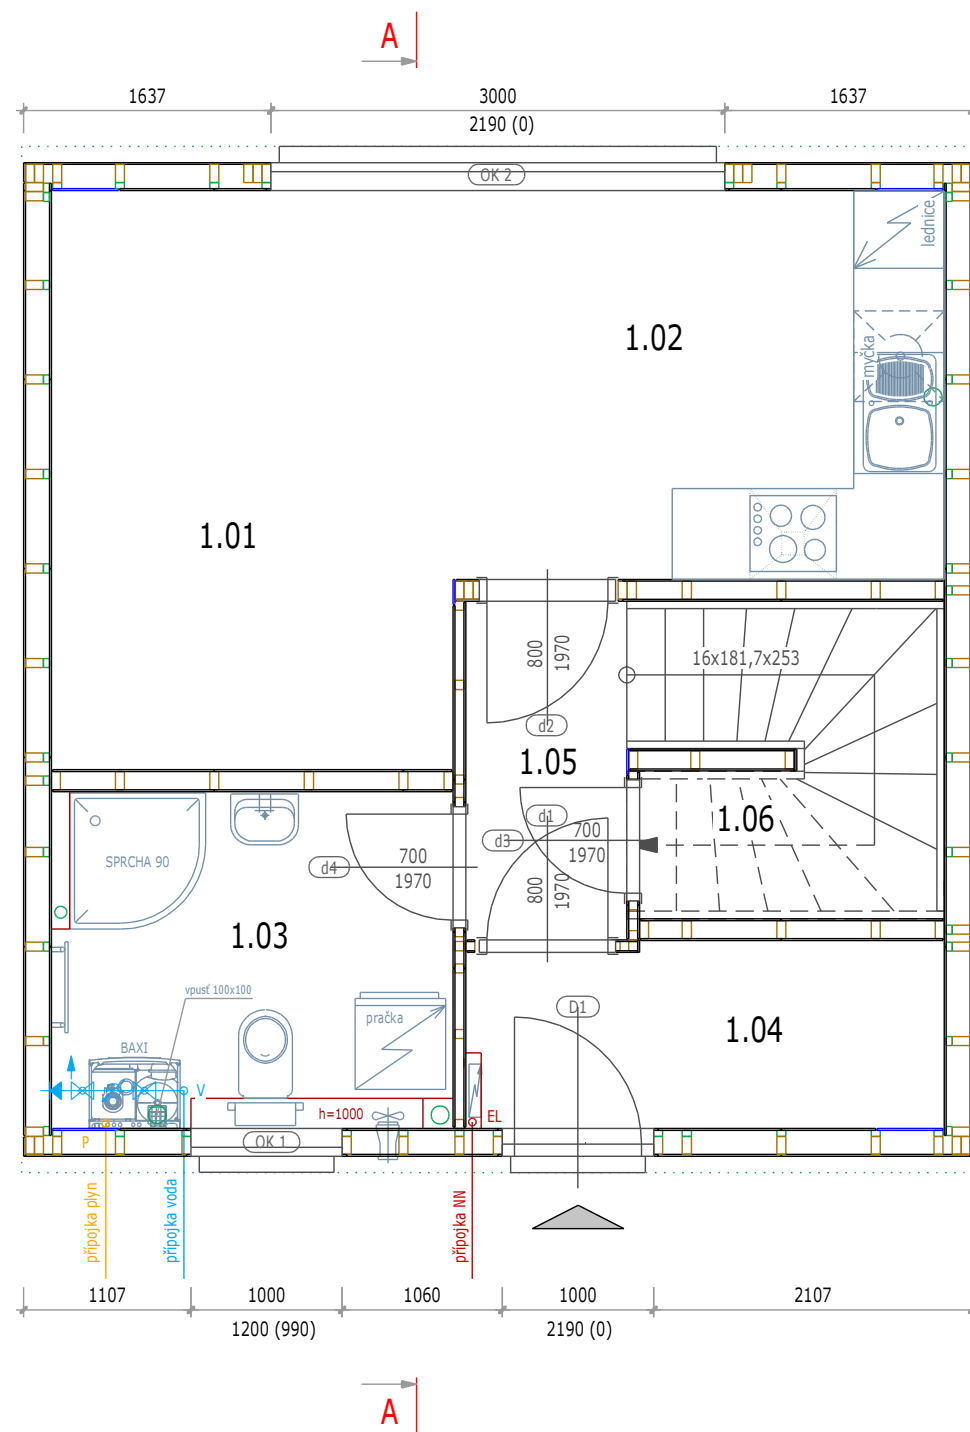 A
1637
3000
1637
2190 (0)
OK 2
lednice
1.02
myčka
1.01
800
1970
16x181,7x253
d2
1.05
d1
1.06
d3
700
1970
800
1970
SPRCHA 90
d4
700
1970
1.03
vpusť 100x100
D1
pračka
1.04
BAXI
V
h=1000
EL
P
OK 1
přípojka plyn
přípojka voda
přípojka NN
1107
1000
1060
1000
2107
1200 (990)
2190 (0)
A